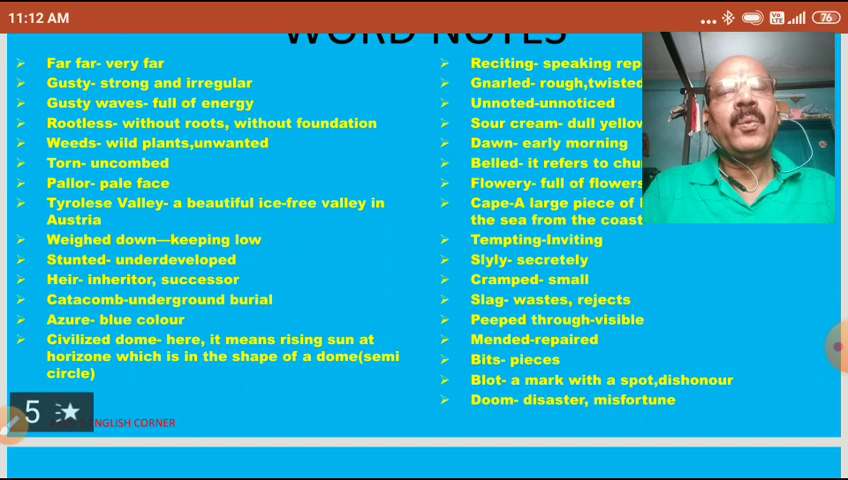 11:12 AM
Vo
LTE
76
WORD NOTES
Far far- very far
Gusty- strong and irregular
Gusty waves- full of energy
Rootless- without roots, without foundation
Weeds- wild plants,unwanted
Torn- uncombed
Pallor- pale face
Tyrolese Valley- a beautiful ice-free valley in
Austria
Weighed down—keeping low
Stunted- underdeveloped
Heir- inheritor, successor
Catacomb-underground burial
Azure- blue colour
Civilized dome- here, it means rising sun at
horizone which is in the shape of a dome(semi
circle)
Reciting- speaking rep
Gnarled- rough,twisted
Unnoted-unnoticed
Sour cream- dull yellow
Dawn- early morning
Belled- it refers to chu
Flowery- full of flowers
Cape-A large piece of
the sea from the coast
Tempting-Inviting
Slyly- secretely
Cramped- small
Slag- wastes, rejects
Peeped through-visible
Mended-repaired
Bits- pieces
Blot- a mark with a spot,dishonour
Doom- disaster, misfortune
5
ENGLISH CORNER